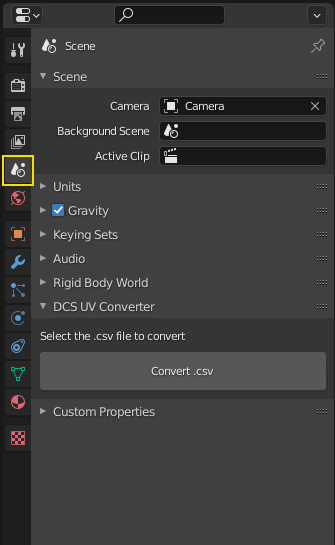 Scene
Scene
Camera Camera
Background Scene
Active Clip
Units
Gravity
Keying Sets
Audio
Rigid Body World
DCS UV Converter
Select the .csv file to convert
Convert .csv
Custom Properties